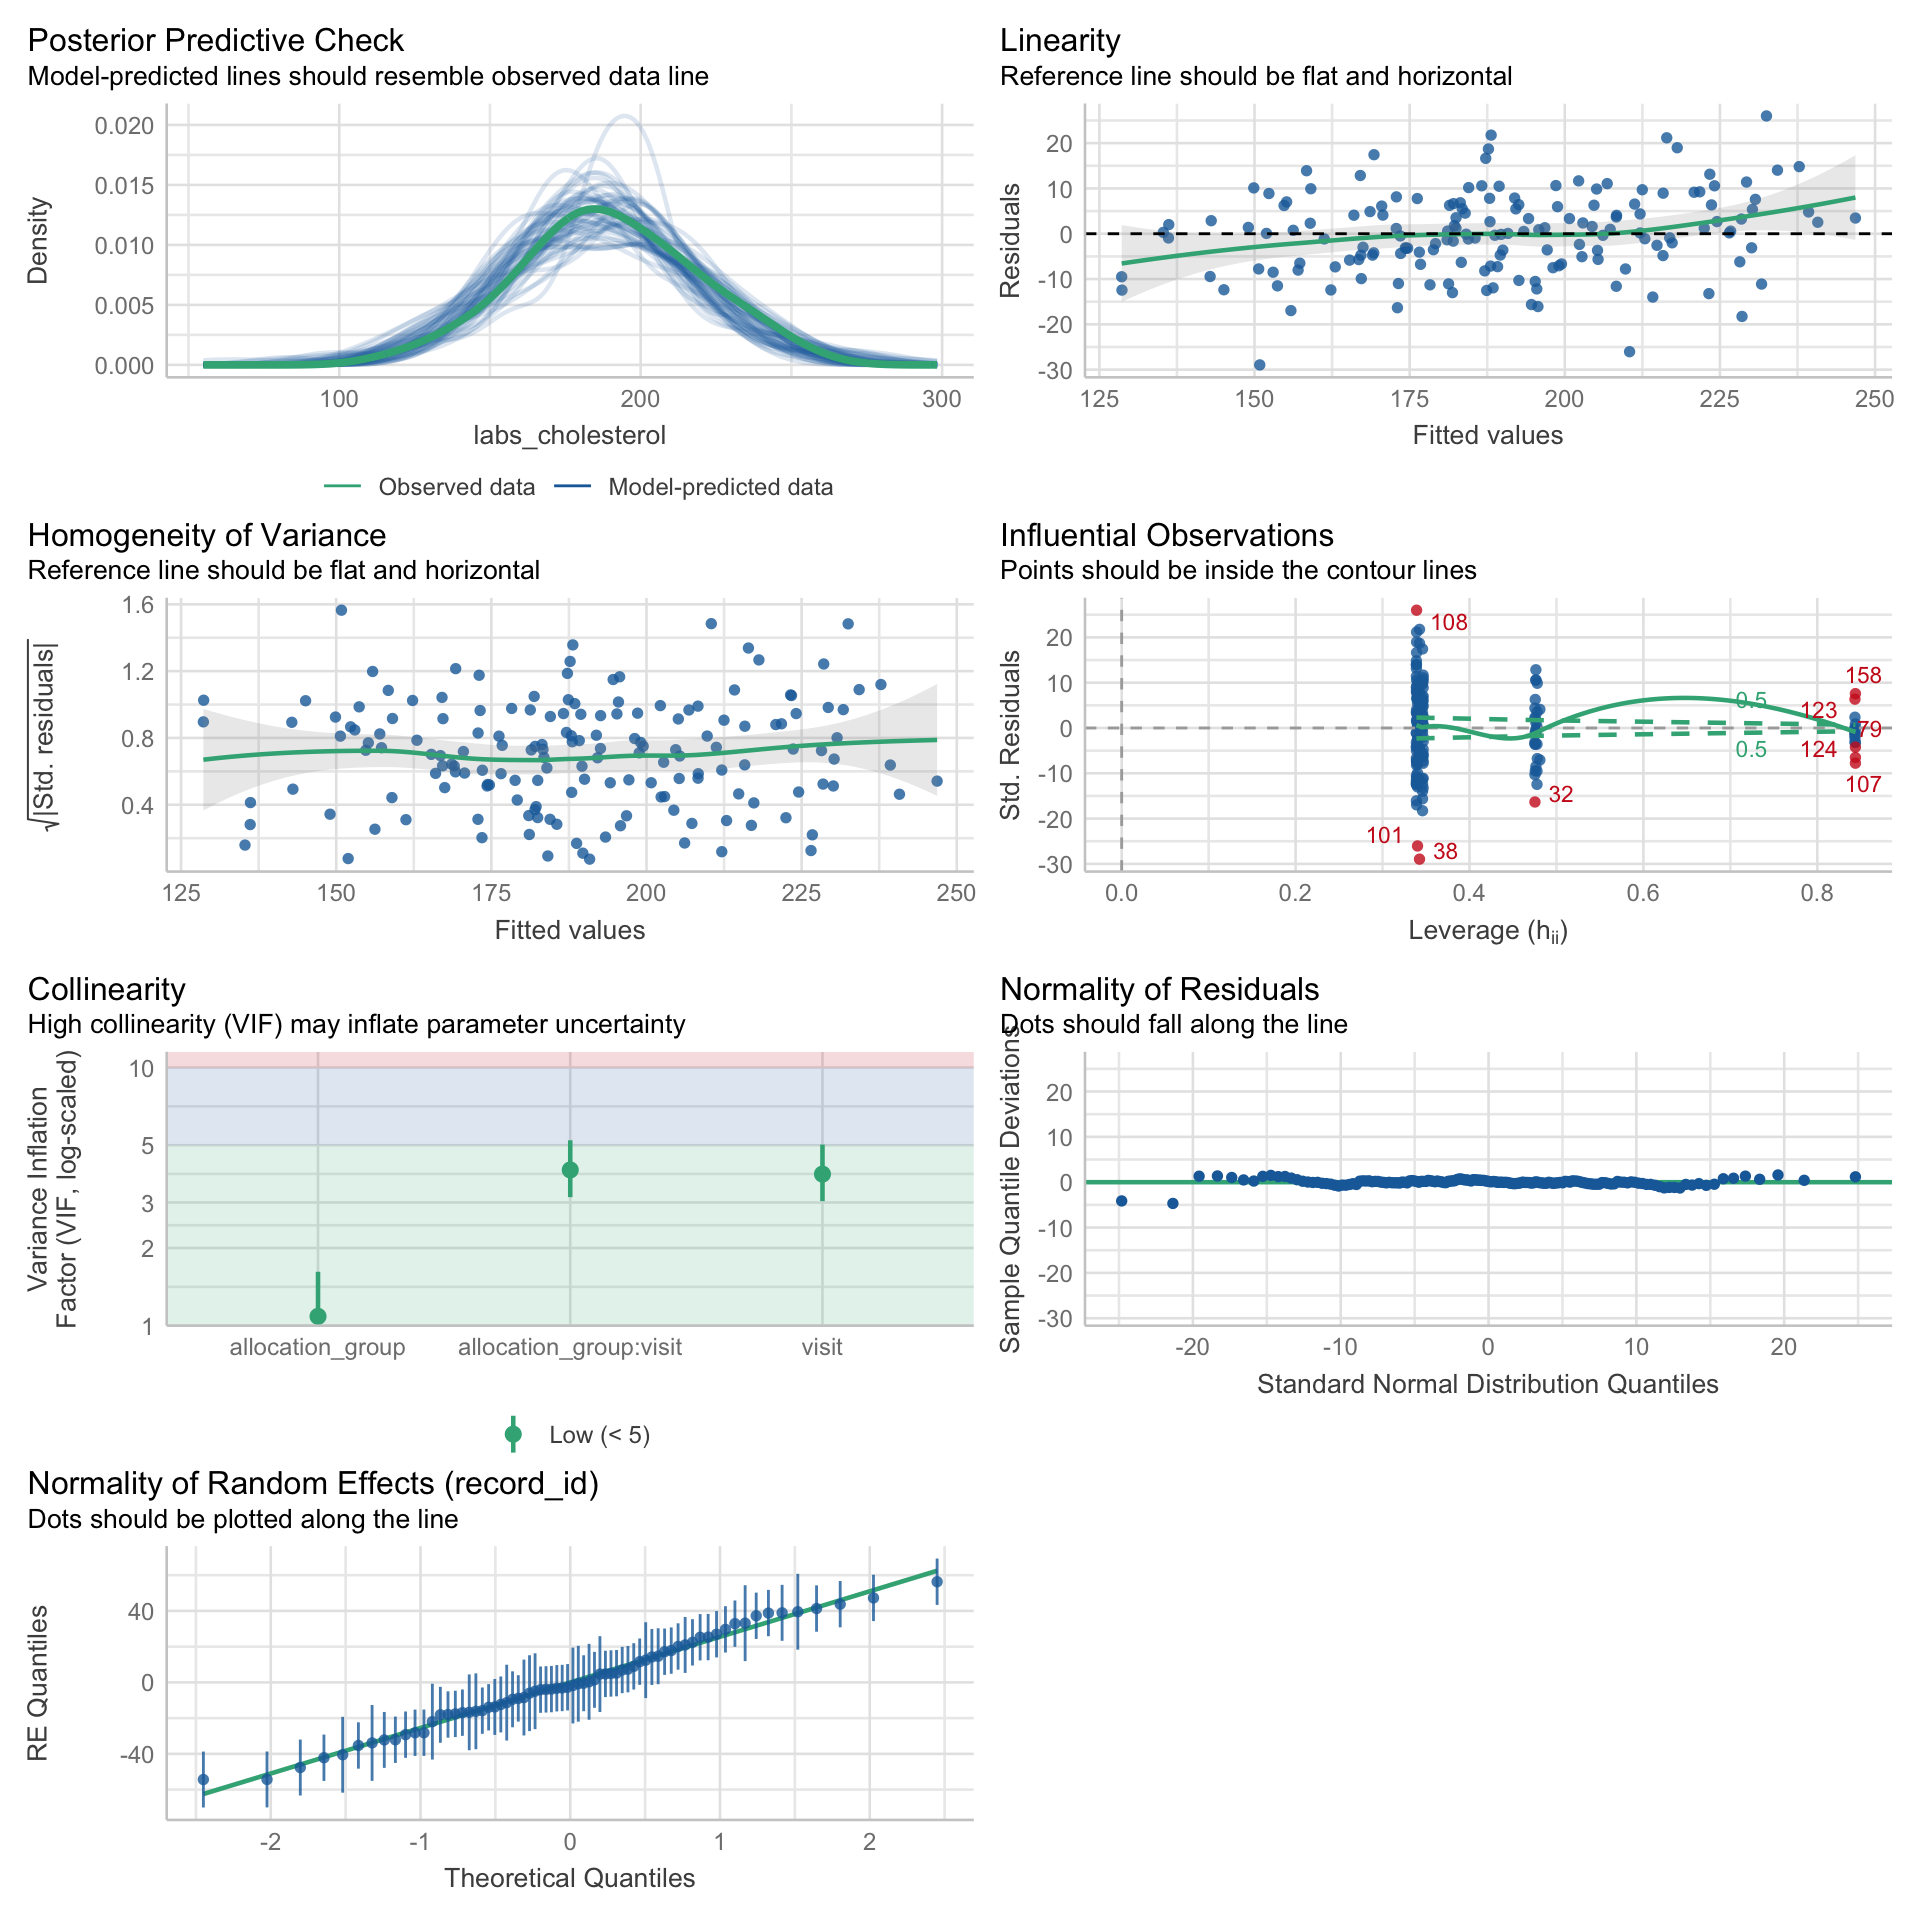 Posterior Predictive Check
Model-predicted lines should resemble observed data line
Density
0.020
0.015
0.010
0.005
0.000
100
200
300
labs_cholesterol
Observed data
Model-predicted data
Linearity
Reference line should be flat and horizontal
Residuals
20
10
0
-10
-20
-30
125
150
175
200
225
250
Fitted values
Homogeneity of Variance
Reference line should be flat and horizontal
√|Std. residuals|
1.6
1.2
0.8
0.4
125
150
175
200
225
250
Fitted values
Influential Observations
Points should be inside the contour lines
Std. Residuals
20
10
0
-10
-20
-30
108
158
0.5
123
79
0.5
124
107
32
101
38
0.0
0.2
0.4
0.6
0.8
Leverage (hii)
Collinearity
High collinearity (VIF) may inflate parameter uncertainty
Variance Inflation
Factor (VIF, log-scaled)
10
5
3
2
1
allocation_group
allocation_group:visit
visit
Low (< 5)
Normality of Residuals
Dots should fall along the line
Sample Quantile Deviations
20
10
0
-10
-20
-30
-20
-10
0
10
20
Standard Normal Distribution Quantiles
Normality of Random Effects (record_id)
Dots should be plotted along the line
RE Quantiles
40
0
-40
-2
-1
0
1
2
Theoretical Quantiles